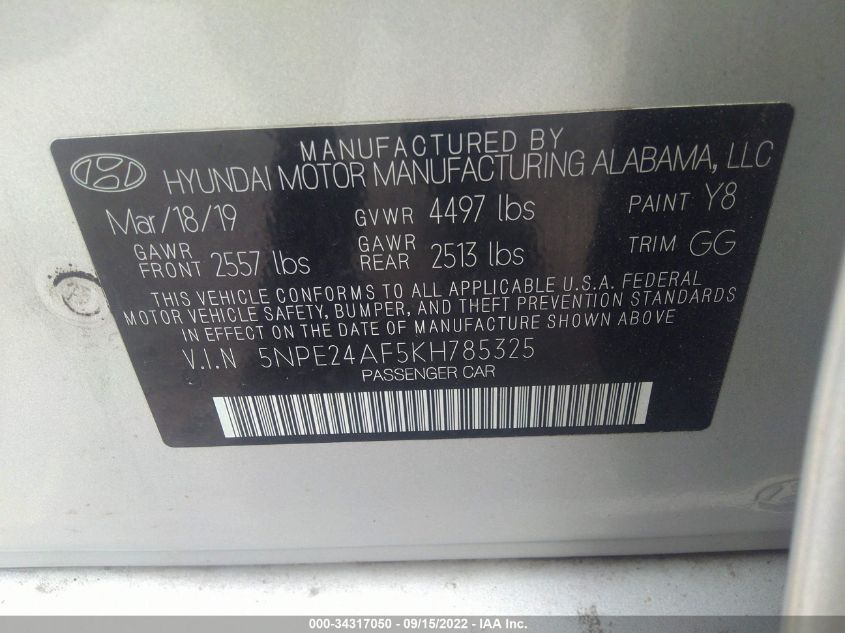 MANUFACTURED BY
HYUNDAI MOTOR MANUFACTURING ALABAMA, LLC
Mar/18/19 GVWR 4497 lbs PAINT Y8
GAWR FRONT 2557 lbs GAWR REAR 2513 lbs TRIM GG
THIS VEHICLE CONFORMS TO ALL APPLICABLE U.S.A. FEDERAL
MOTOR VEHICLE SAFETY, BUMPER, AND THEFT PREVENTION STANDARDS
IN EFFECT ON THE DATE OF MANUFACTURE SHOWN ABOVE
V.I.N 5NPE24AF5KH785325
PASSENGER CAR
000-34317050 - 09/15/2022 - IAA Inc.